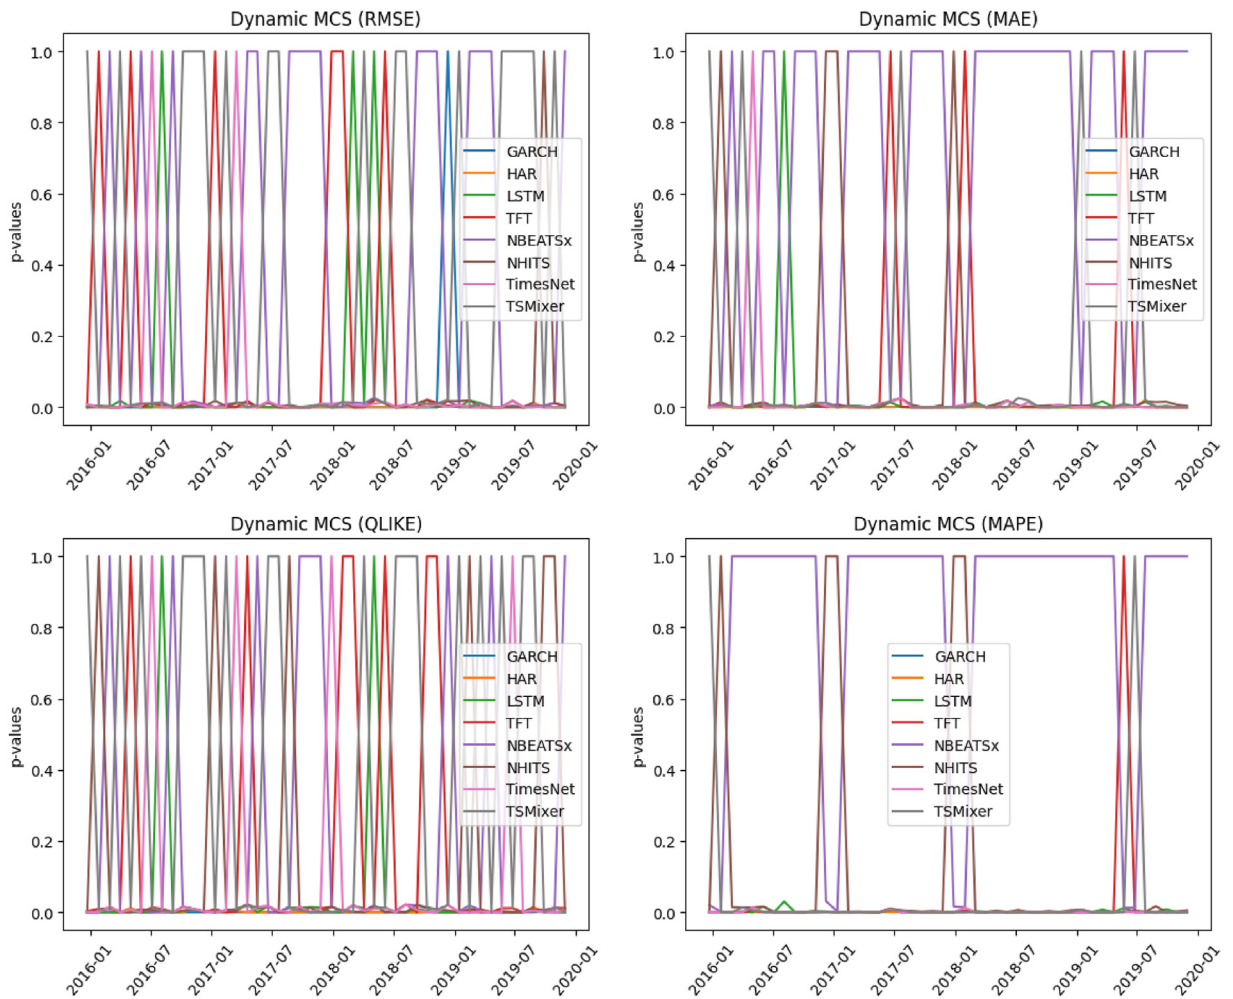 Dynamic MCS (RMSE)
1.0
0.8
0.6
0.4
0.2
0.0
p-values
GARCH
HAR
LSTM
TFT
NBEATSx
NHITS
TimesNet
TSMixer
2016-01
2016-07
2017-01
2017-07
2018-01
2018-07
2019-01
2019-07
2020-01
Dynamic MCS (MAE)
1.0
0.8
0.6
0.4
0.2
0.0
p-values
GARCH
HAR
LSTM
TFT
NBEATSx
NHITS
TimesNet
TSMixer
2016-01
2016-07
2017-01
2017-07
2018-01
2018-07
2019-01
2019-07
2020-01
Dynamic MCS (QLIKE)
1.0
0.8
0.6
0.4
0.2
0.0
p-values
GARCH
HAR
LSTM
TFT
NBEATSx
NHITS
TimesNet
TSMixer
2016-01
2016-07
2017-01
2017-07
2018-01
2018-07
2019-01
2019-07
2020-01
Dynamic MCS (MAPE)
1.0
0.8
0.6
0.4
0.2
0.0
p-values
GARCH
HAR
LSTM
TFT
NBEATSx
NHITS
TimesNet
TSMixer
2016-01
2016-07
2017-01
2017-07
2018-01
2018-07
2019-01
2019-07
2020-01